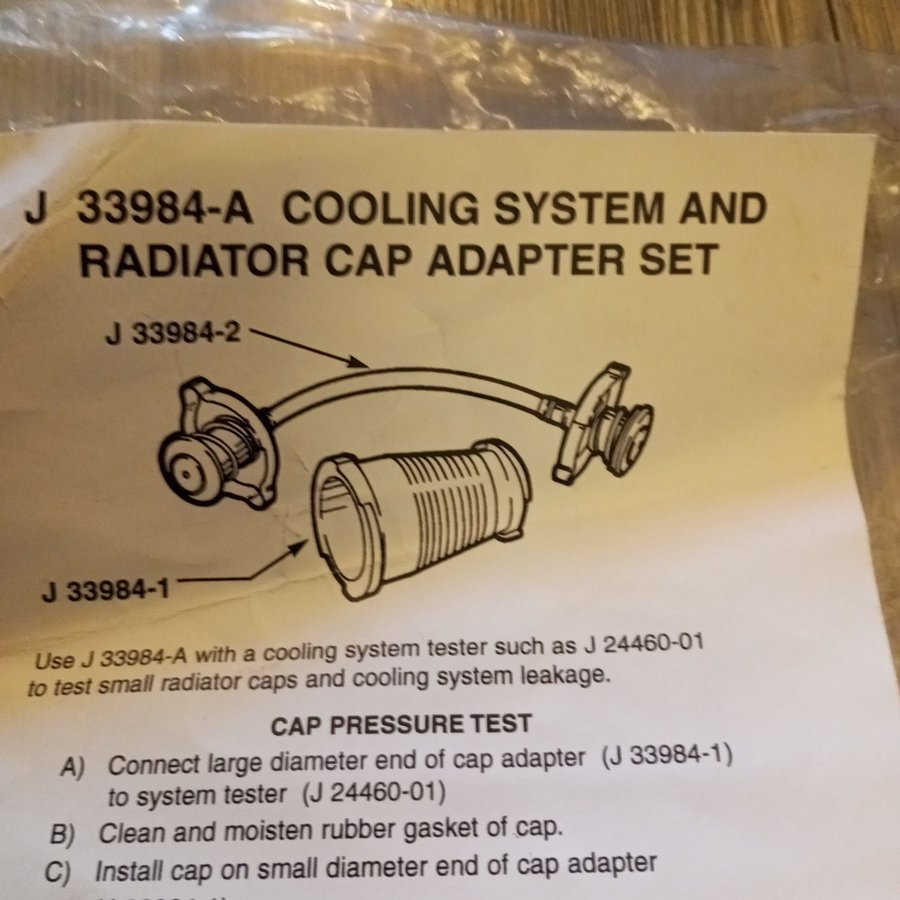 J 33984-A COOLING SYSTEM AND
RADIATOR CAP ADAPTER SET
J 33984-2
J 33984-1
Use J 33984-A with a cooling system tester such as J 24460-01
to test small radiator caps and cooling system leakage.
CAP PRESSURE TEST
A) Connect large diameter end of cap adapter (J 33984-1)
to system tester (J 24460-01)
B) Clean and moisten rubber gasket of cap.
C) Install cap on small diameter end of cap adapter